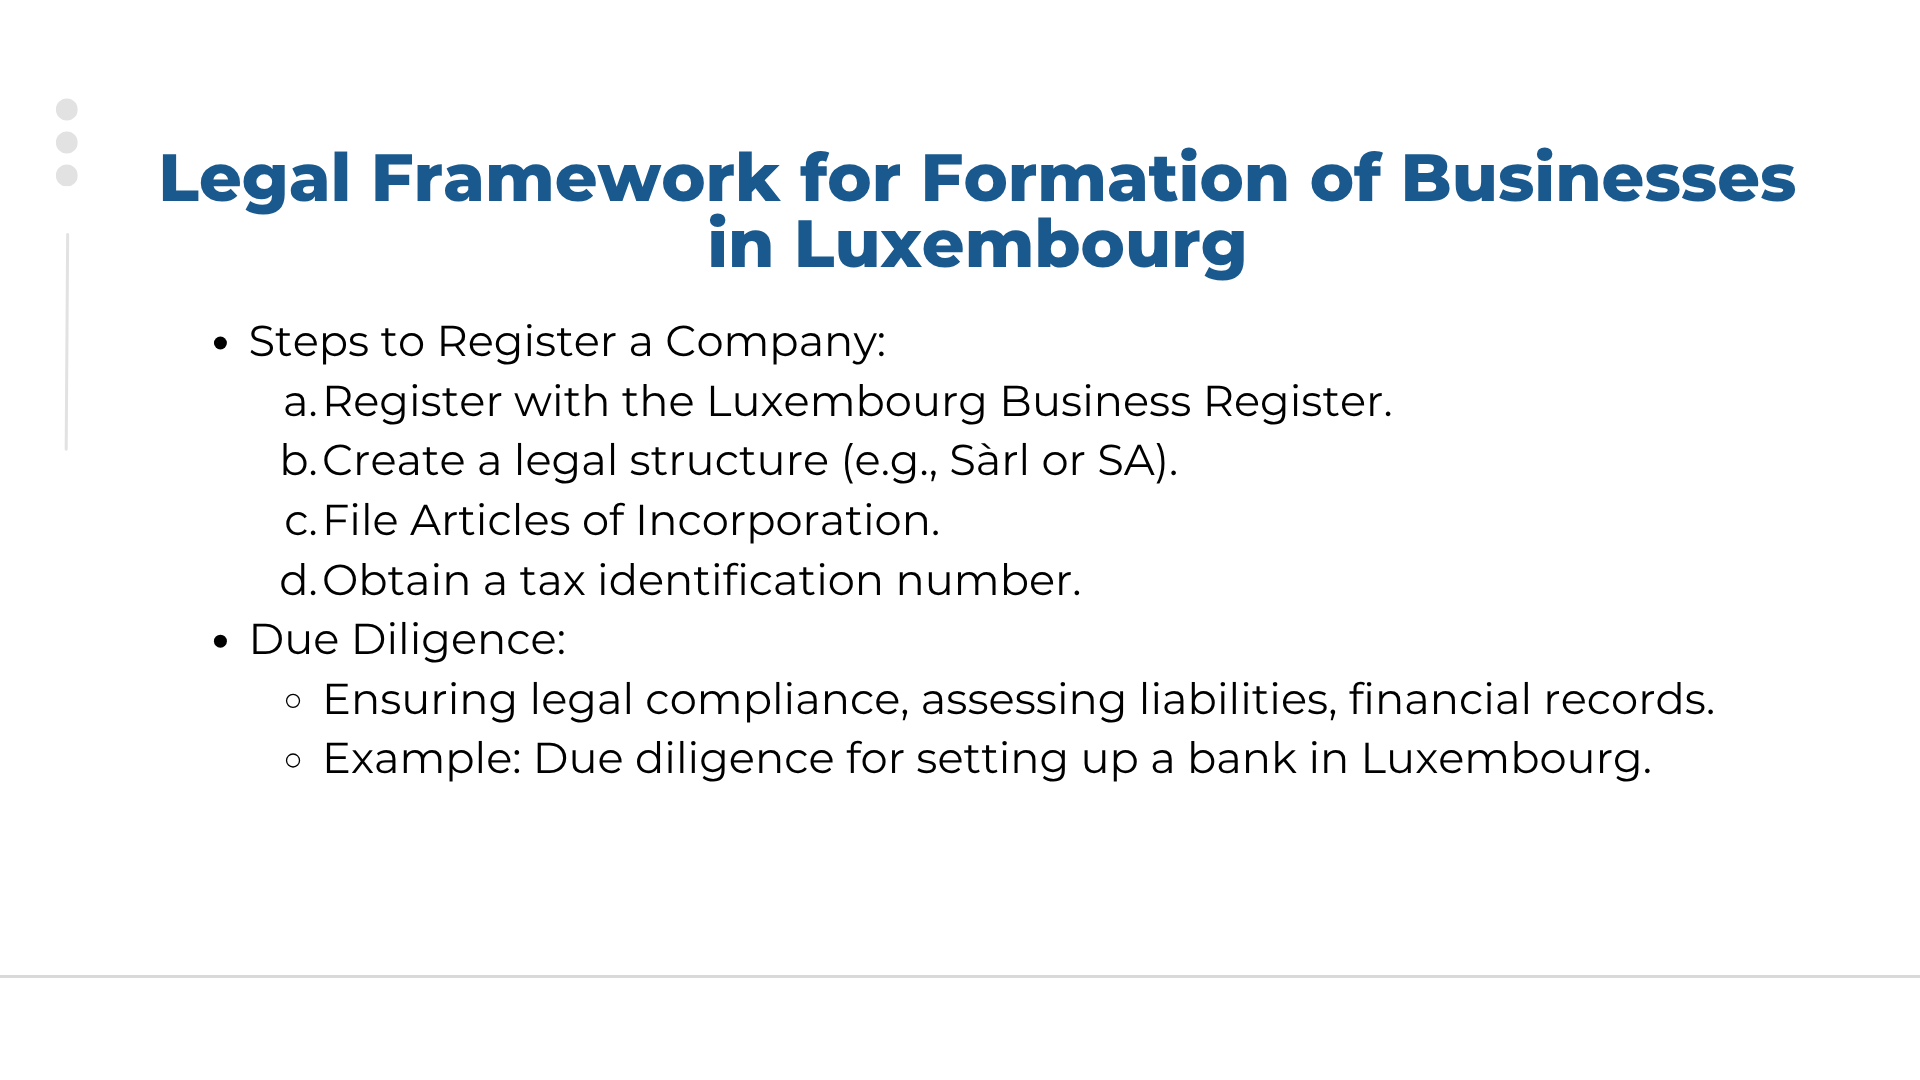 Legal Framework for Formation of Businesses
in Luxembourg
• Steps to Register a Company:
a. Register with the Luxembourg Business Register.
b. Create a legal structure (e.g., Sàrl or SA).
c. File Articles of Incorporation.
d. Obtain a tax identification number.
• Due Diligence:
◦ Ensuring legal compliance, assessing liabilities, financial records.
◦ Example: Due diligence for setting up a bank in Luxembourg.